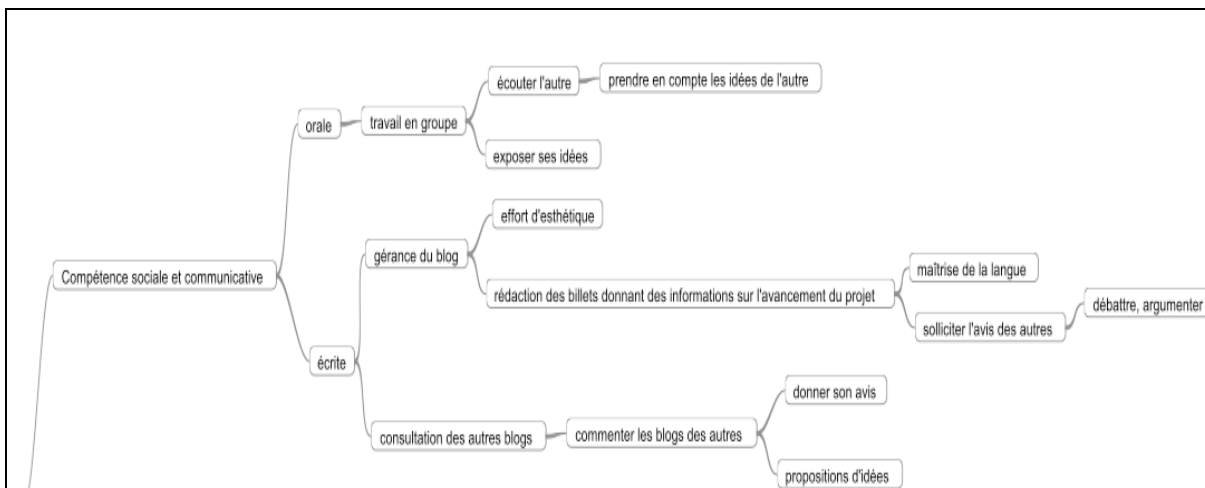 Compétence sociale et communicative
orale
travail en groupe
écouter l'autre
prendre en compte les idées de l'autre
exposer ses idées
écrite
gérance du blog
effort d'esthétique
rédaction des billets donnant des informations sur l'avancement du projet
maîtrise de la langue
solliciter l'avis des autres
débattre, argumenter
consultation des autres blogs
commenter les blogs des autres
donner son avis
propositions d'idées